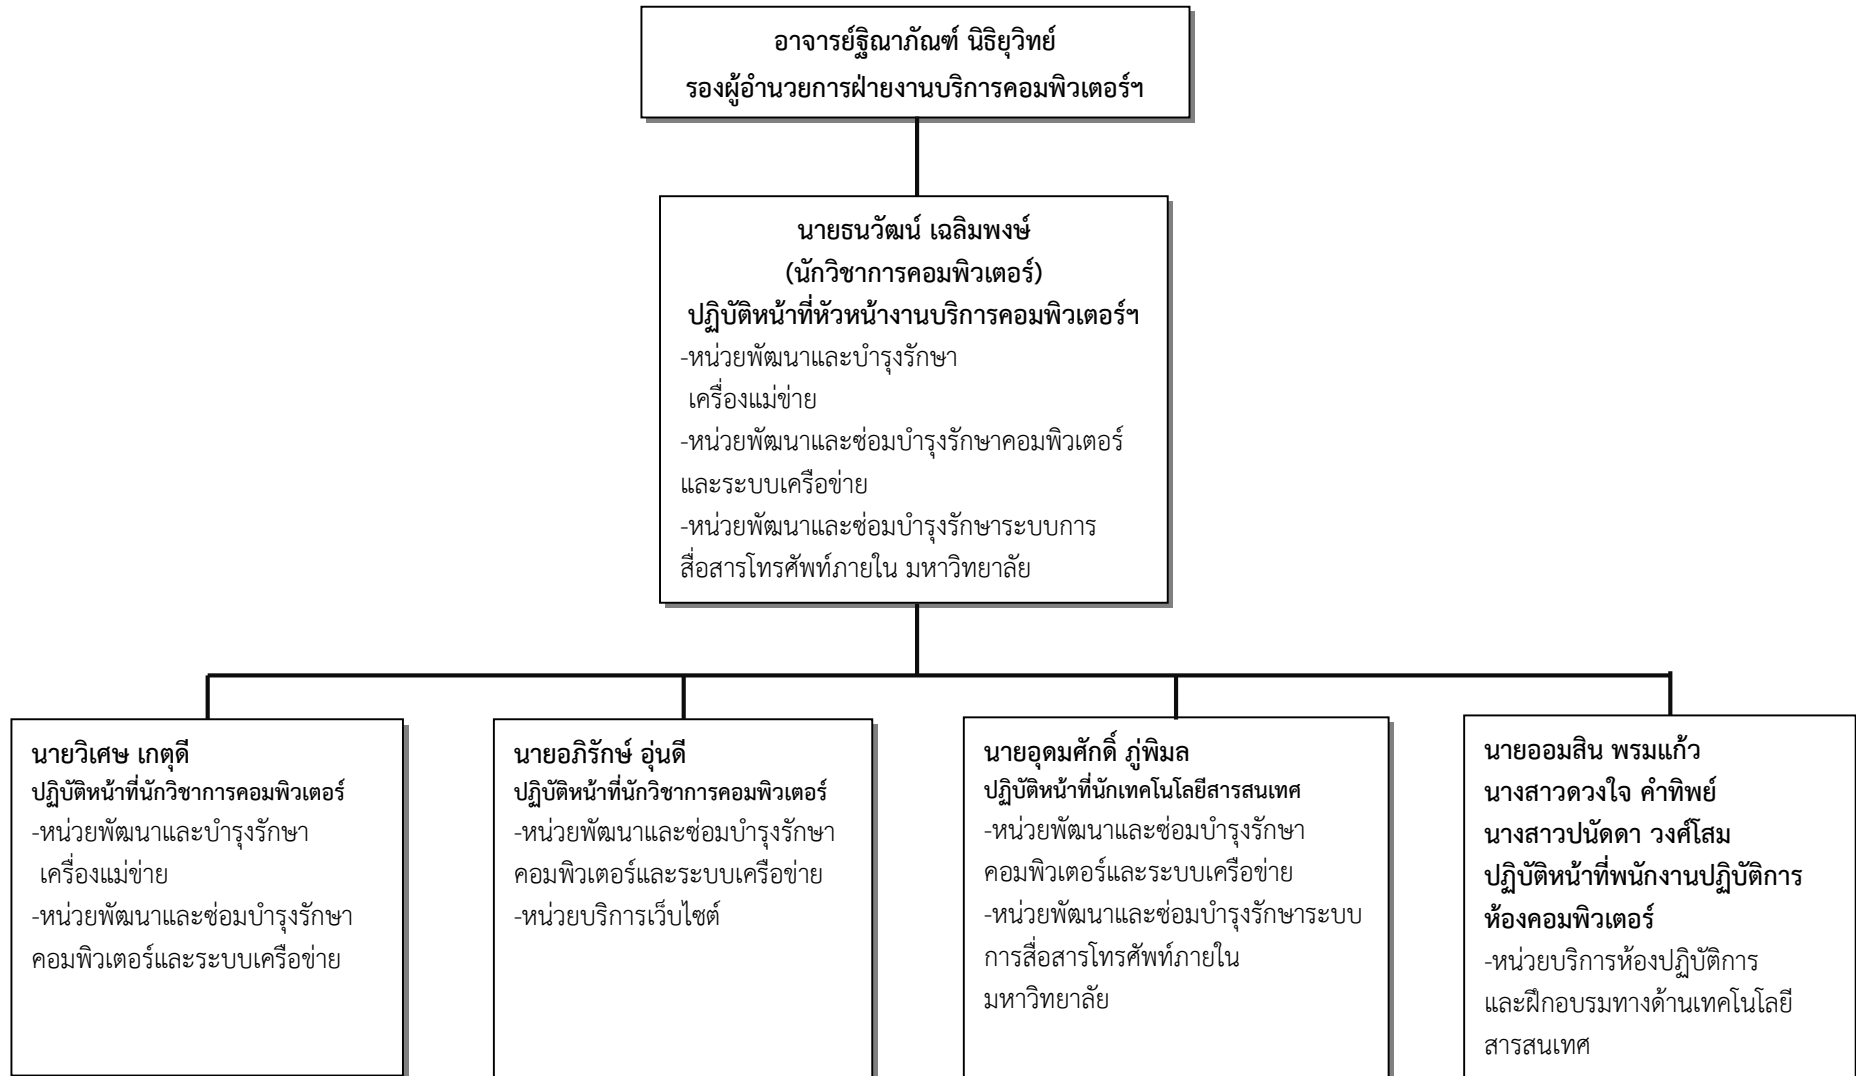 อาจารย์ฐิณาภัณฑ์ นิธิยุวิทย์
รองผู้อำนวยการฝ่ายงานบริการคอมพิวเตอร์ฯ
นายธนวัฒน์ เฉลิมพงษ์
(นักวิชาการคอมพิวเตอร์)
ปฏิบัติหน้าที่หัวหน้างานบริการคอมพิวเตอร์ฯ
-หน่วยพัฒนาและบำรุงรักษา
เครื่องแม่ข่าย
-หน่วยพัฒนาและซ่อมบำรุงรักษาคอมพิวเตอร์
และระบบเครือข่าย
-หน่วยพัฒนาและซ่อมบำรุงรักษาระบบการ
สื่อสารโทรศัพท์ภายใน มหาวิทยาลัย
นายวิเศษ เกตุดี
ปฏิบัติหน้าที่นักวิชาการคอมพิวเตอร์
-หน่วยพัฒนาและบำรุงรักษา
เครื่องแม่ข่าย
-หน่วยพัฒนาและซ่อมบำรุงรักษา
คอมพิวเตอร์และระบบเครือข่าย
นายอภิรักษ์ อุ่นดี
ปฏิบัติหน้าที่นักวิชาการคอมพิวเตอร์
-หน่วยพัฒนาและซ่อมบำรุงรักษา
คอมพิวเตอร์และระบบเครือข่าย
-หน่วยบริการเว็บไซต์
นายอุดมศักดิ์ ภู่พิมล
ปฏิบัติหน้าที่นักเทคโนโลยีสารสนเทศ
-หน่วยพัฒนาและซ่อมบำรุงรักษา
คอมพิวเตอร์และระบบเครือข่าย
-หน่วยพัฒนาและซ่อมบำรุงรักษาระบบ
การสื่อสารโทรศัพท์ภายใน
มหาวิทยาลัย
นายออมสิน พรมแก้ว
นางสาวดวงใจ คำทิพย์
นางสาวปนัดดา วงศ์โสม
ปฏิบัติหน้าที่พนักงานปฏิบัติการ
ห้องคอมพิวเตอร์
-หน่วยบริการห้องปฏิบัติการ
และฝึกอบรมทางด้านเทคโนโลยี
สารสนเทศ